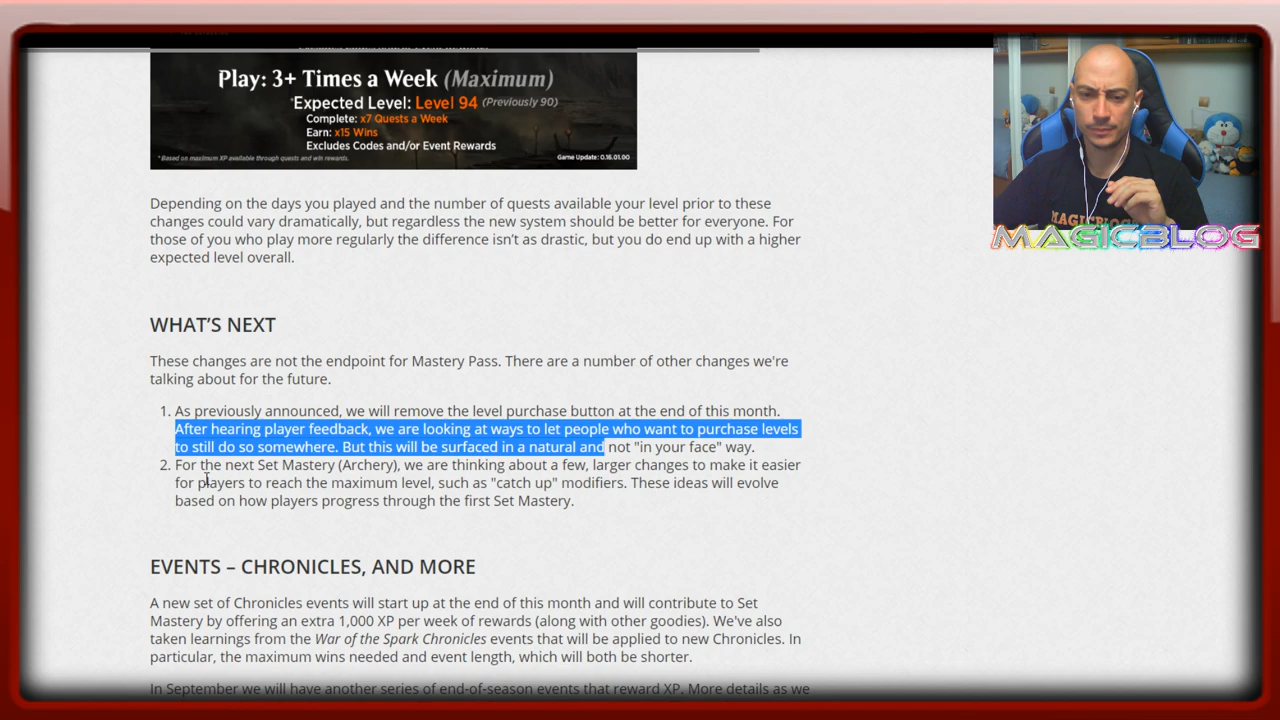 Play: 3+ Times a Week (Maximum)
*Expected Level: Level 94 (Previously 90)
Complete: x7 Quests a Week
Earn: x15 Wins
Excludes Codes and/or Event Rewards
* Based on maximum XP available through quests and win rewards.
Game Update: 0.16.01.00
MAGICBLOG
MAGICBLOG
Depending on the days you played and the number of quests available your level prior to these
changes could vary dramatically, but regardless the new system should be better for everyone. For
those of you who play more regularly the difference isn't as drastic, but you do end up with a higher
expected level overall.
WHAT'S NEXT
These changes are not the endpoint for Mastery Pass. There are a number of other changes we're
talking about for the future.
1. As previously announced, we will remove the level purchase button at the end of this month.
After hearing player feedback, we are looking at ways to let people who want to purchase levels
to still do so somewhere. But this will be surfaced in a natural and not "in your face" way.
2. For the next Set Mastery (Archery), we are thinking about a few, larger changes to make it easier
for players to reach the maximum level, such as "catch up" modifiers. These ideas will evolve
based on how players progress through the first Set Mastery.
EVENTS – CHRONICLES, AND MORE
A new set of Chronicles events will start up at the end of this month and will contribute to Set
Mastery by offering an extra 1,000 XP per week of rewards (along with other goodies). We've also
taken learnings from the War of the Spark Chronicles events that will be applied to new Chronicles. In
particular, the maximum wins needed and event length, which will both be shorter.
In September we will have another series of end-of-season events that reward XP. More details as we